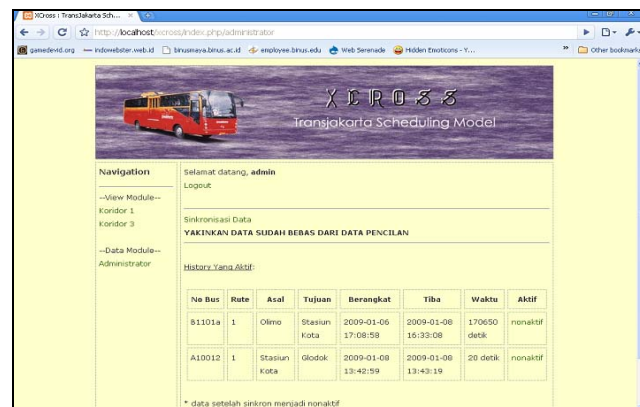 XCross : TransJakarta Sch...
http://localhost/xcross/index.php/administrator
gamedevid.org indowebster.web.id binusmaya.binus.ac.id employee.binus.edu Web Serenade Hidden Emoticons - Y... » Other bookmarks
XCROSS
Transjakarta Scheduling Model
Navigation
--View Module--
Koridor 1
Koridor 3
--Data Module--
Administrator
Selamat datang, admin
Logout
Sinkronisasi Data
YAKINKAN DATA SUDAH BEBAS DARI DATA PENCILAN
History Yang Aktif:
No Bus Rute Asal Tujuan Berangkat Tiba Waktu Aktif
B1101a 1 Olimo Stasiun Kota 2009-01-06 17:08:58 2009-01-08 16:33:08 170650 detik nonaktif
A10012 1 Stasiun Kota Glodok 2009-01-08 13:42:59 2009-01-08 13:43:19 20 detik nonaktif
* data setelah sinkron menjadi nonaktif